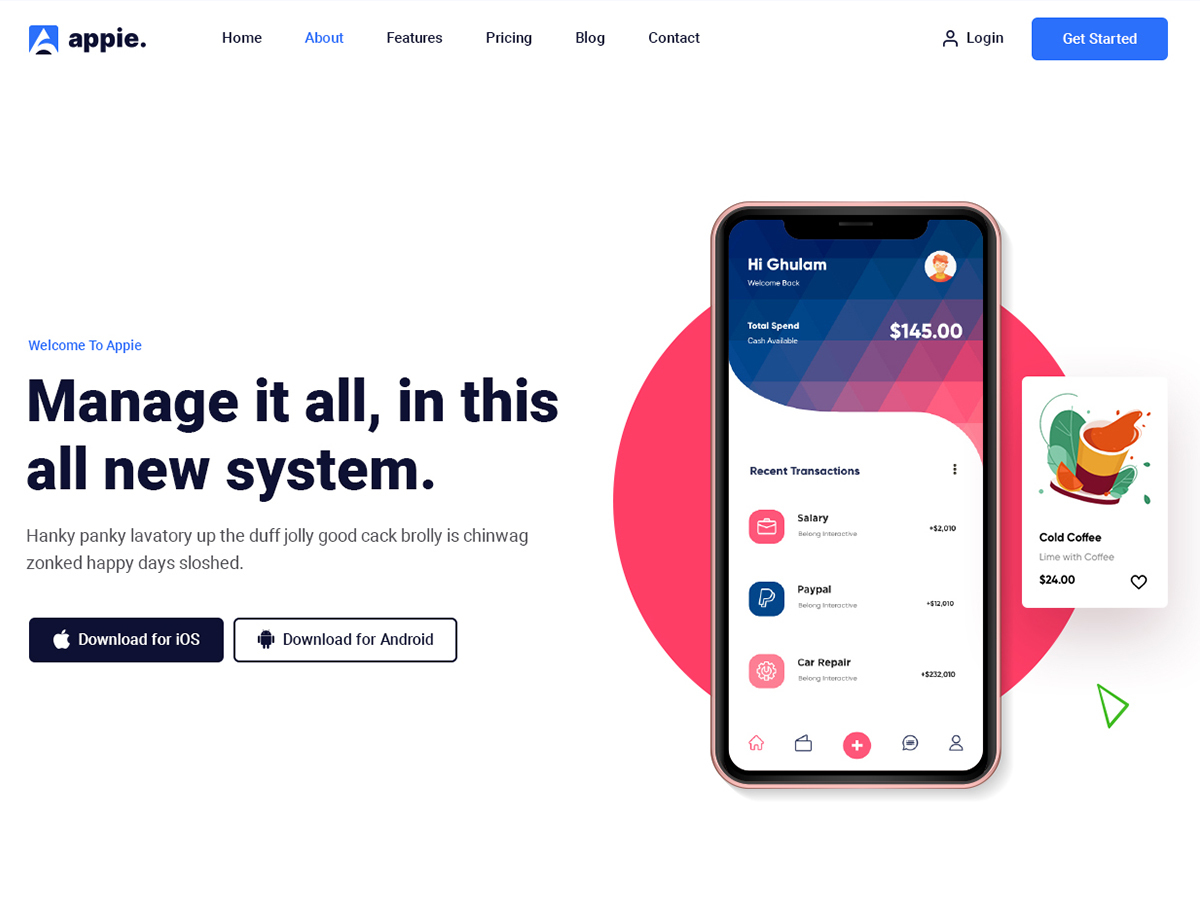 appie.
Home
About
Features
Pricing
Blog
Contact
Login
Get Started
Welcome To Appie
Manage it all, in this
all new system.
Hanky panky lavatory up the duff jolly good cack brolly is chinwag
zonked happy days sloshed.
Download for iOS
Download for Android
Hi Ghulam
Welcome Back
Total Spend
Cash Available
$145.00
Recent Transactions
Salary
Belong Interactive
+$2,010
Paypal
Belong Interactive
+$12,010
Car Repair
Belong Interactive
+$232,010
Cold Coffee
Lime with Coffee
$24.00